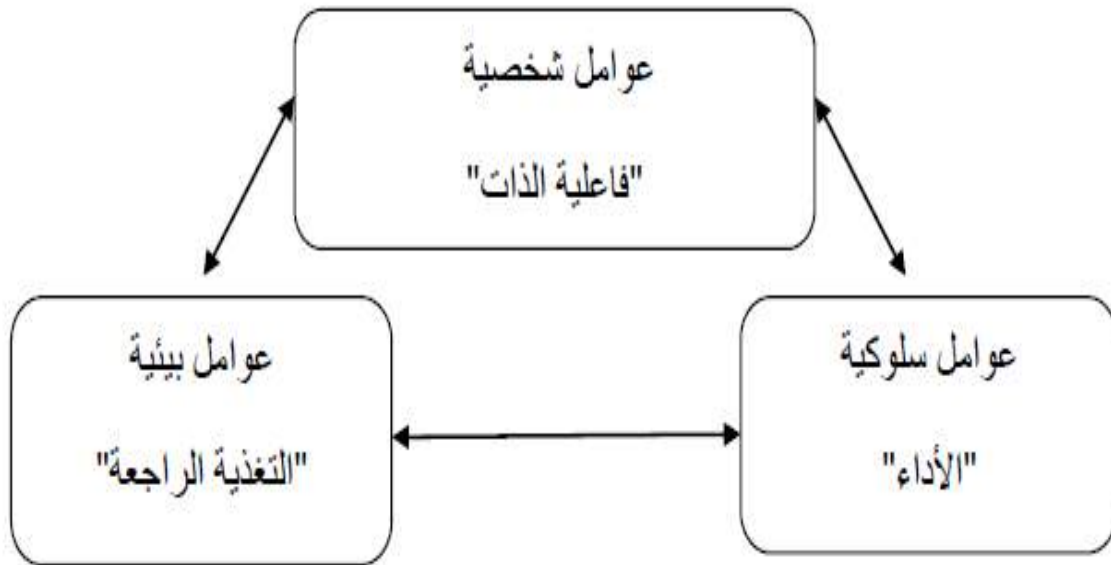 عوامل شخصية
"فاعلية الذات"
عوامل سلوكية
"الأداء"
عوامل بيئية
"التغذية الراجعة"